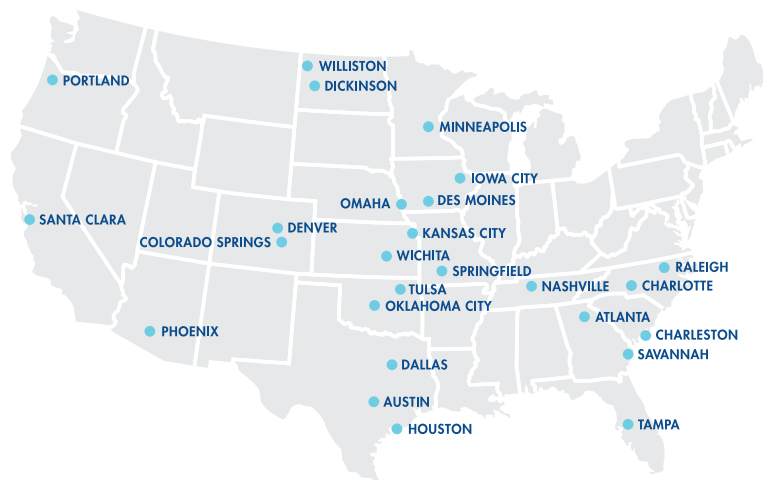 WILLISTON
PORTLAND
DICKINSON
MINNEAPOLIS
IOWA CITY
OMAHA
DES MOINES
SANTA CLARA
DENVER
KANSAS CITY
COLORADO SPRINGS
WICHITA
RALEIGH
SPRINGFIELD
TULSA
NASHVILLE
CHARLOTTE
OKLAHOMA CITY
ATLANTA
PHOENIX
CHARLESTON
SAVANNAH
DALLAS
AUSTIN
TAMPA
HOUSTON